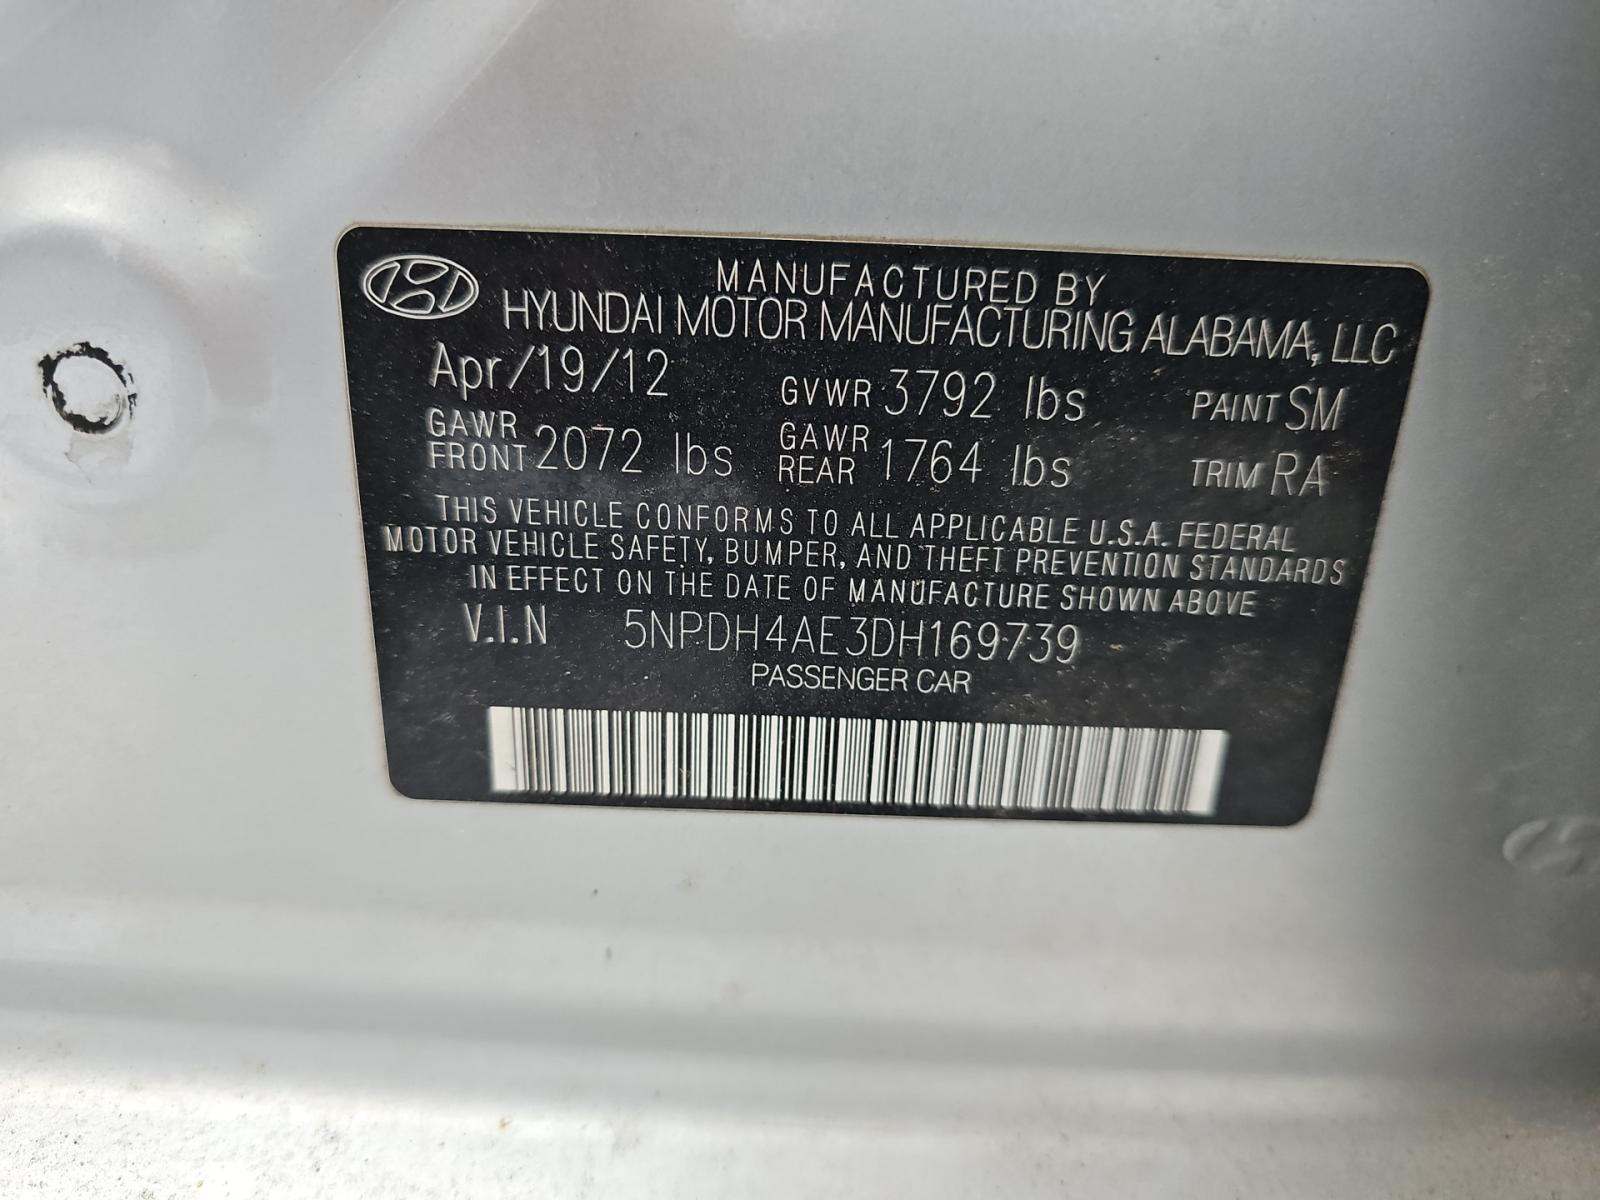 MANUFACTURED BY
HYUNDAI MOTOR MANUFACTURING ALABAMA, LLC
Apr/19/12 GVWR 3792 lbs PAINT SM
GAWR FRONT 2072 lbs GAWR REAR 1764 lbs TRIM RA
THIS VEHICLE CONFORMS TO ALL APPLICABLE U.S.A. FEDERAL
MOTOR VEHICLE SAFETY, BUMPER, AND THEFT PREVENTION STANDARDS
IN EFFECT ON THE DATE OF MANUFACTURE SHOWN ABOVE
V.I.N 5NPDH4AE3DH169739
PASSENGER CAR